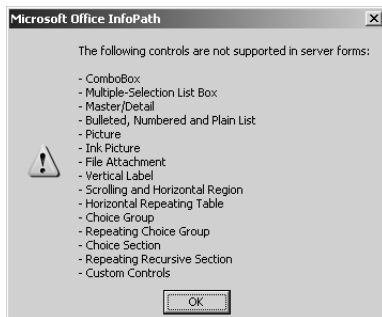 Microsoft Office InfoPath
The following controls are not supported in server forms:
- ComboBox
- Multiple-Selection List Box
- Master/Detail
- Bulleted, Numbered and Plain List
- Picture
- Ink Picture
- File Attachment
- Vertical Label
- Scrolling and Horizontal Region
- Horizontal Repeating Table
- Choice Group
- Repeating Choice Group
- Choice Section
- Repeating Recursive Section
- Custom Controls
OK